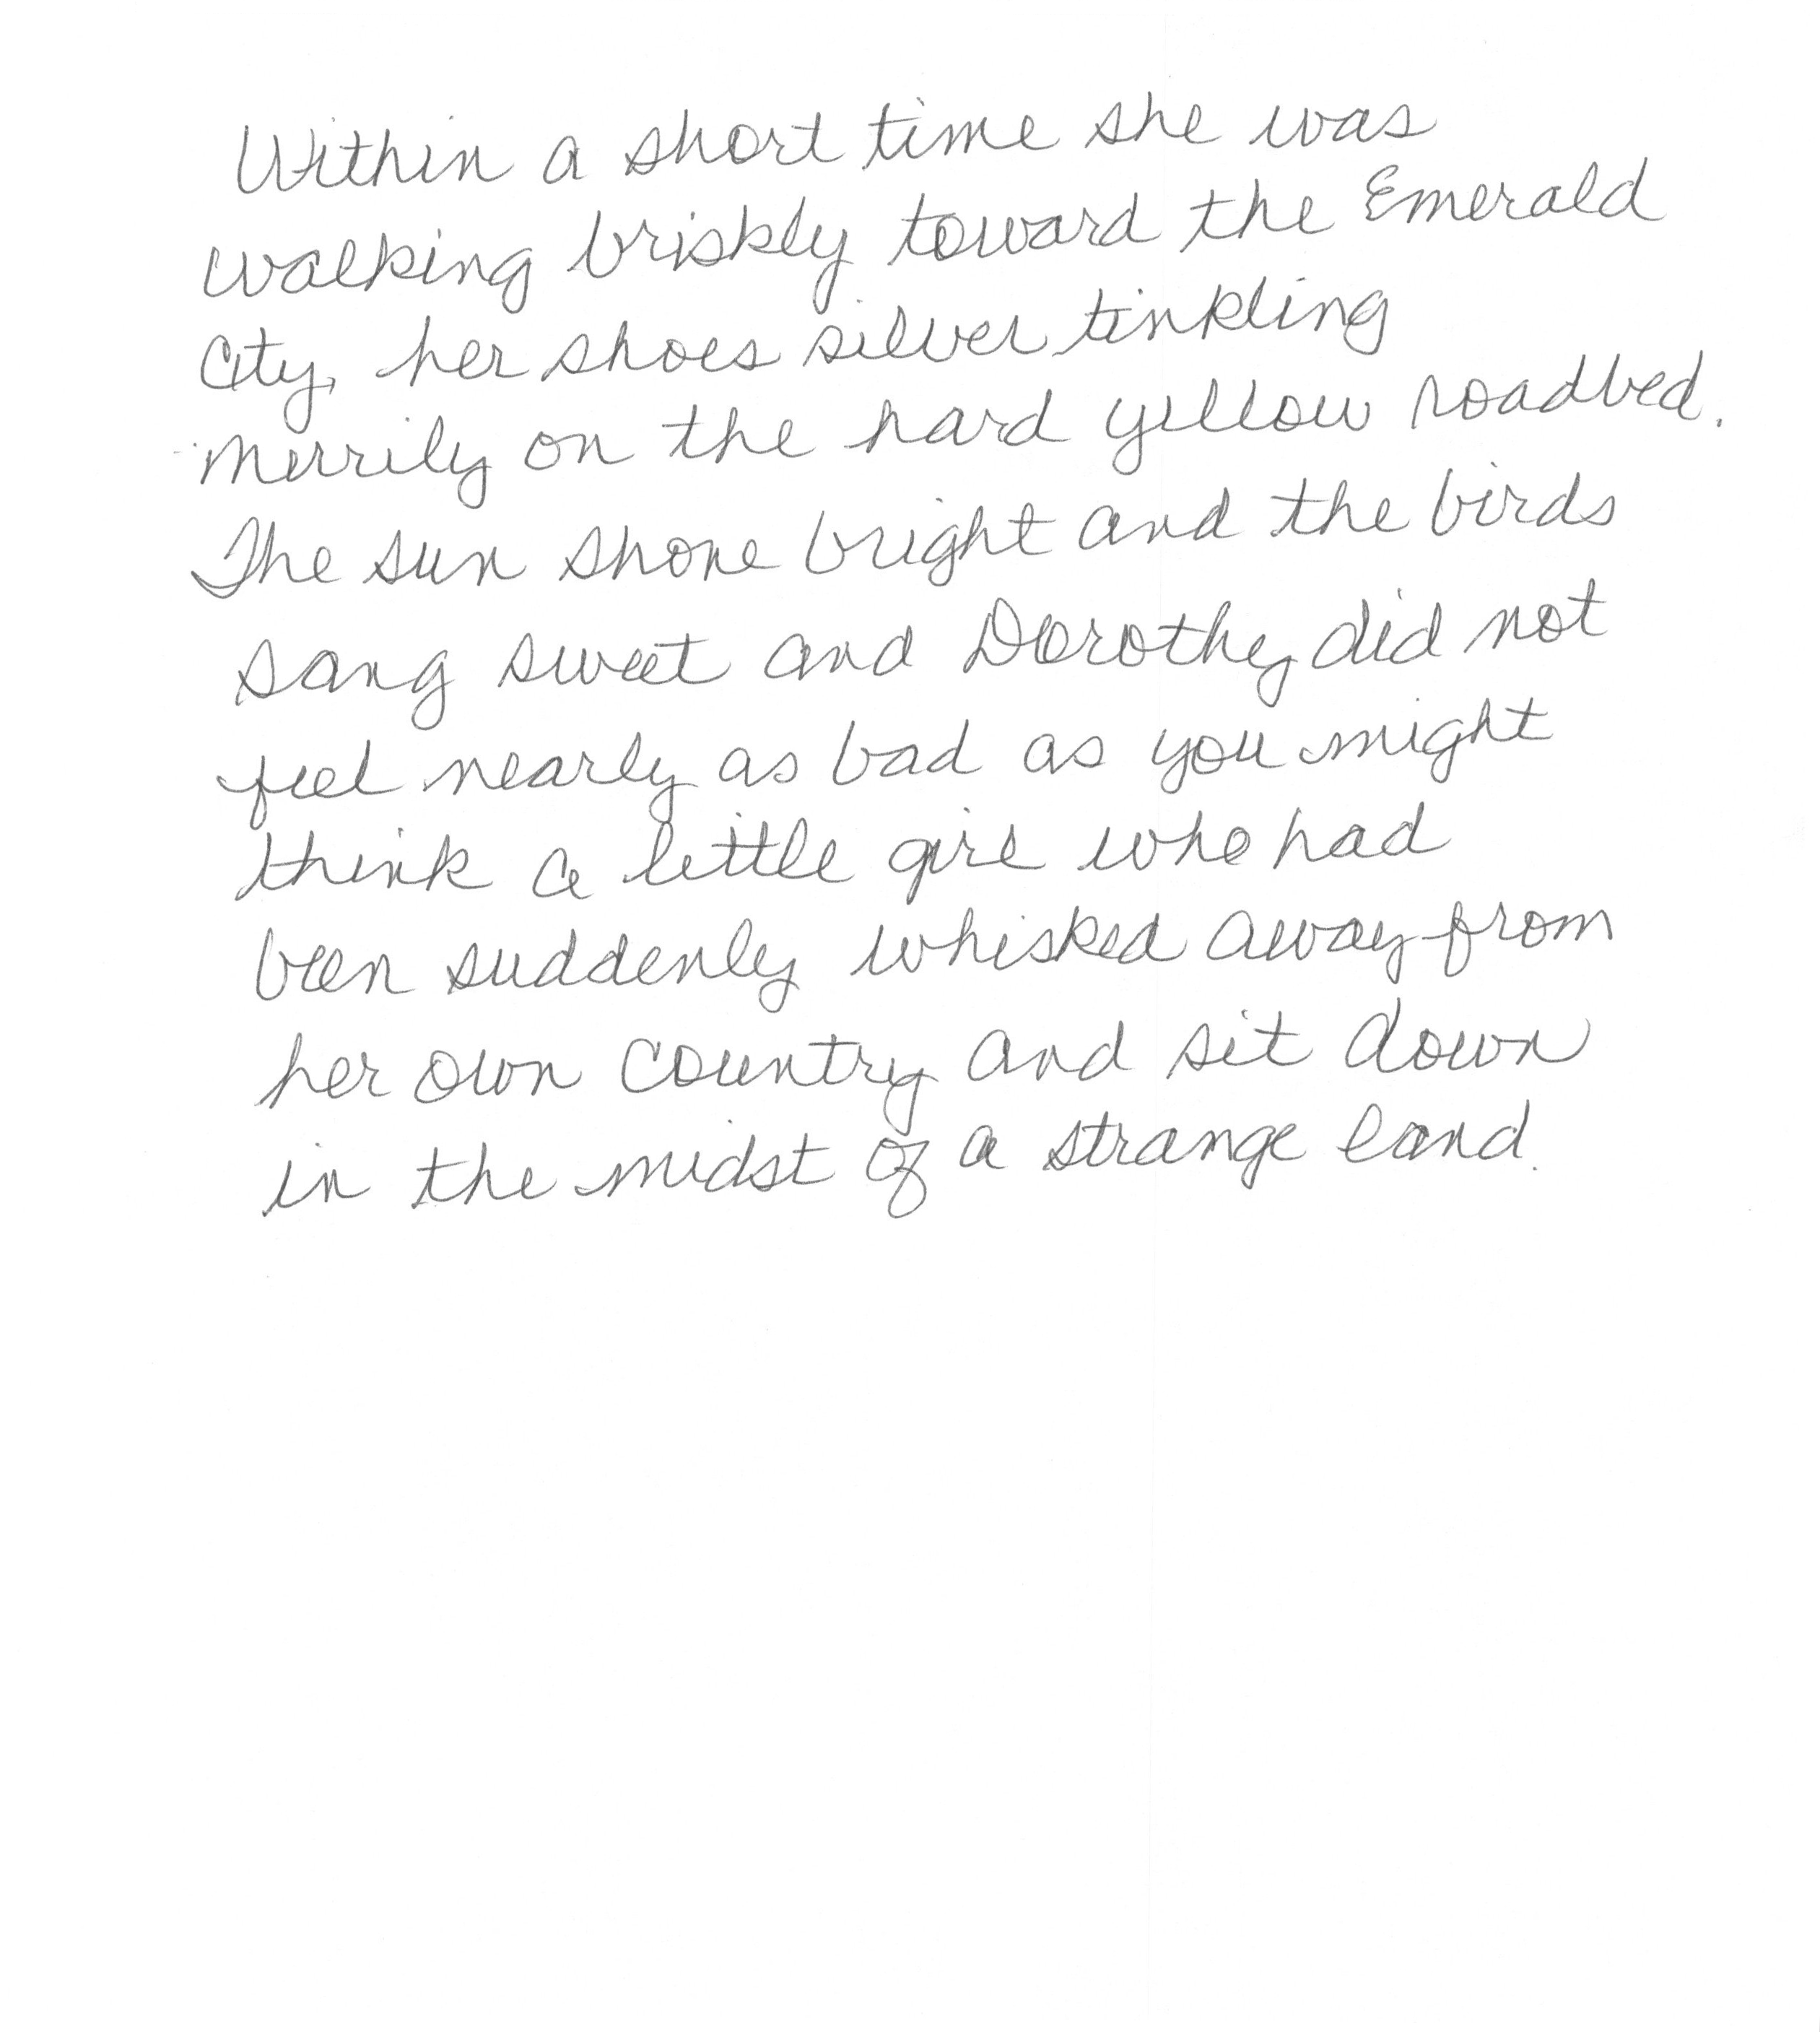 Within a short time she was
walking briskly toward the Emerald
City, her shoes silver tinkling
merrily on the hard yellow roadbed.
The sun shone bright and the birds
sang sweet and Dorothy did not
feel nearly as bad as you might
think a little girl who had
been suddenly whisked away from
her own country and sit down
in the midst of a strange land.